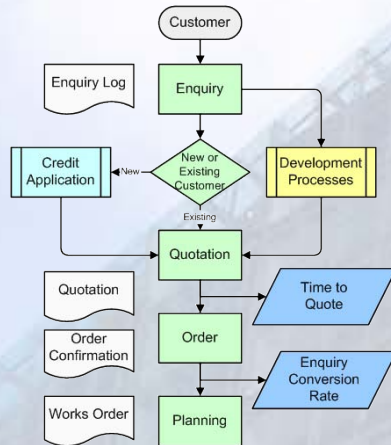 Customer
Enquiry Log
Enquiry
Credit
Application
New
New or
Existing
Customer
Development
Processes
Existing
Quotation
Quotation
Time to
Quote
Order
Confirmation
Order
Enquiry
Conversion
Rate
Works Order
Planning